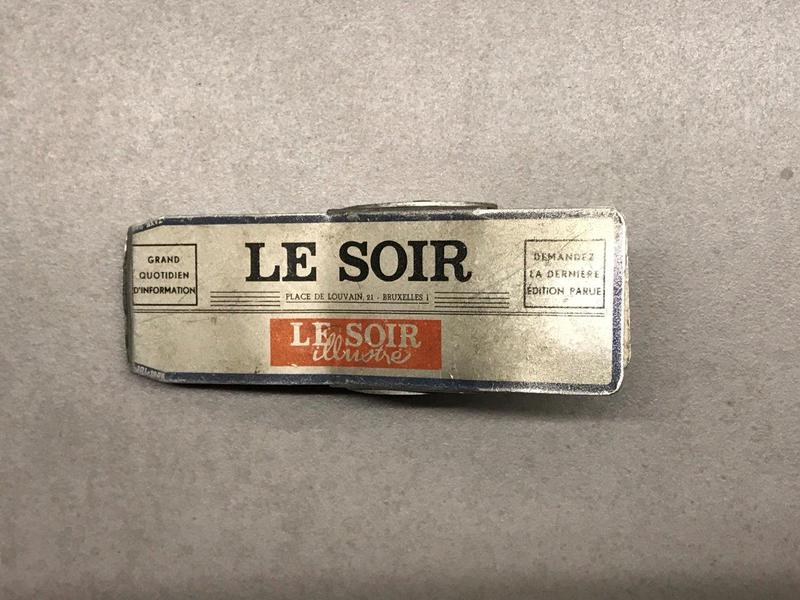 GRAND
QUOTIDIEN
D'INFORMATION
LE SOIR
PLACE DE LOUVAIN, 21 - BRUXELLES 1
DEMANDEZ
LA DERNIÈRE
ÉDITION PARUE
LE SOIR
illustré